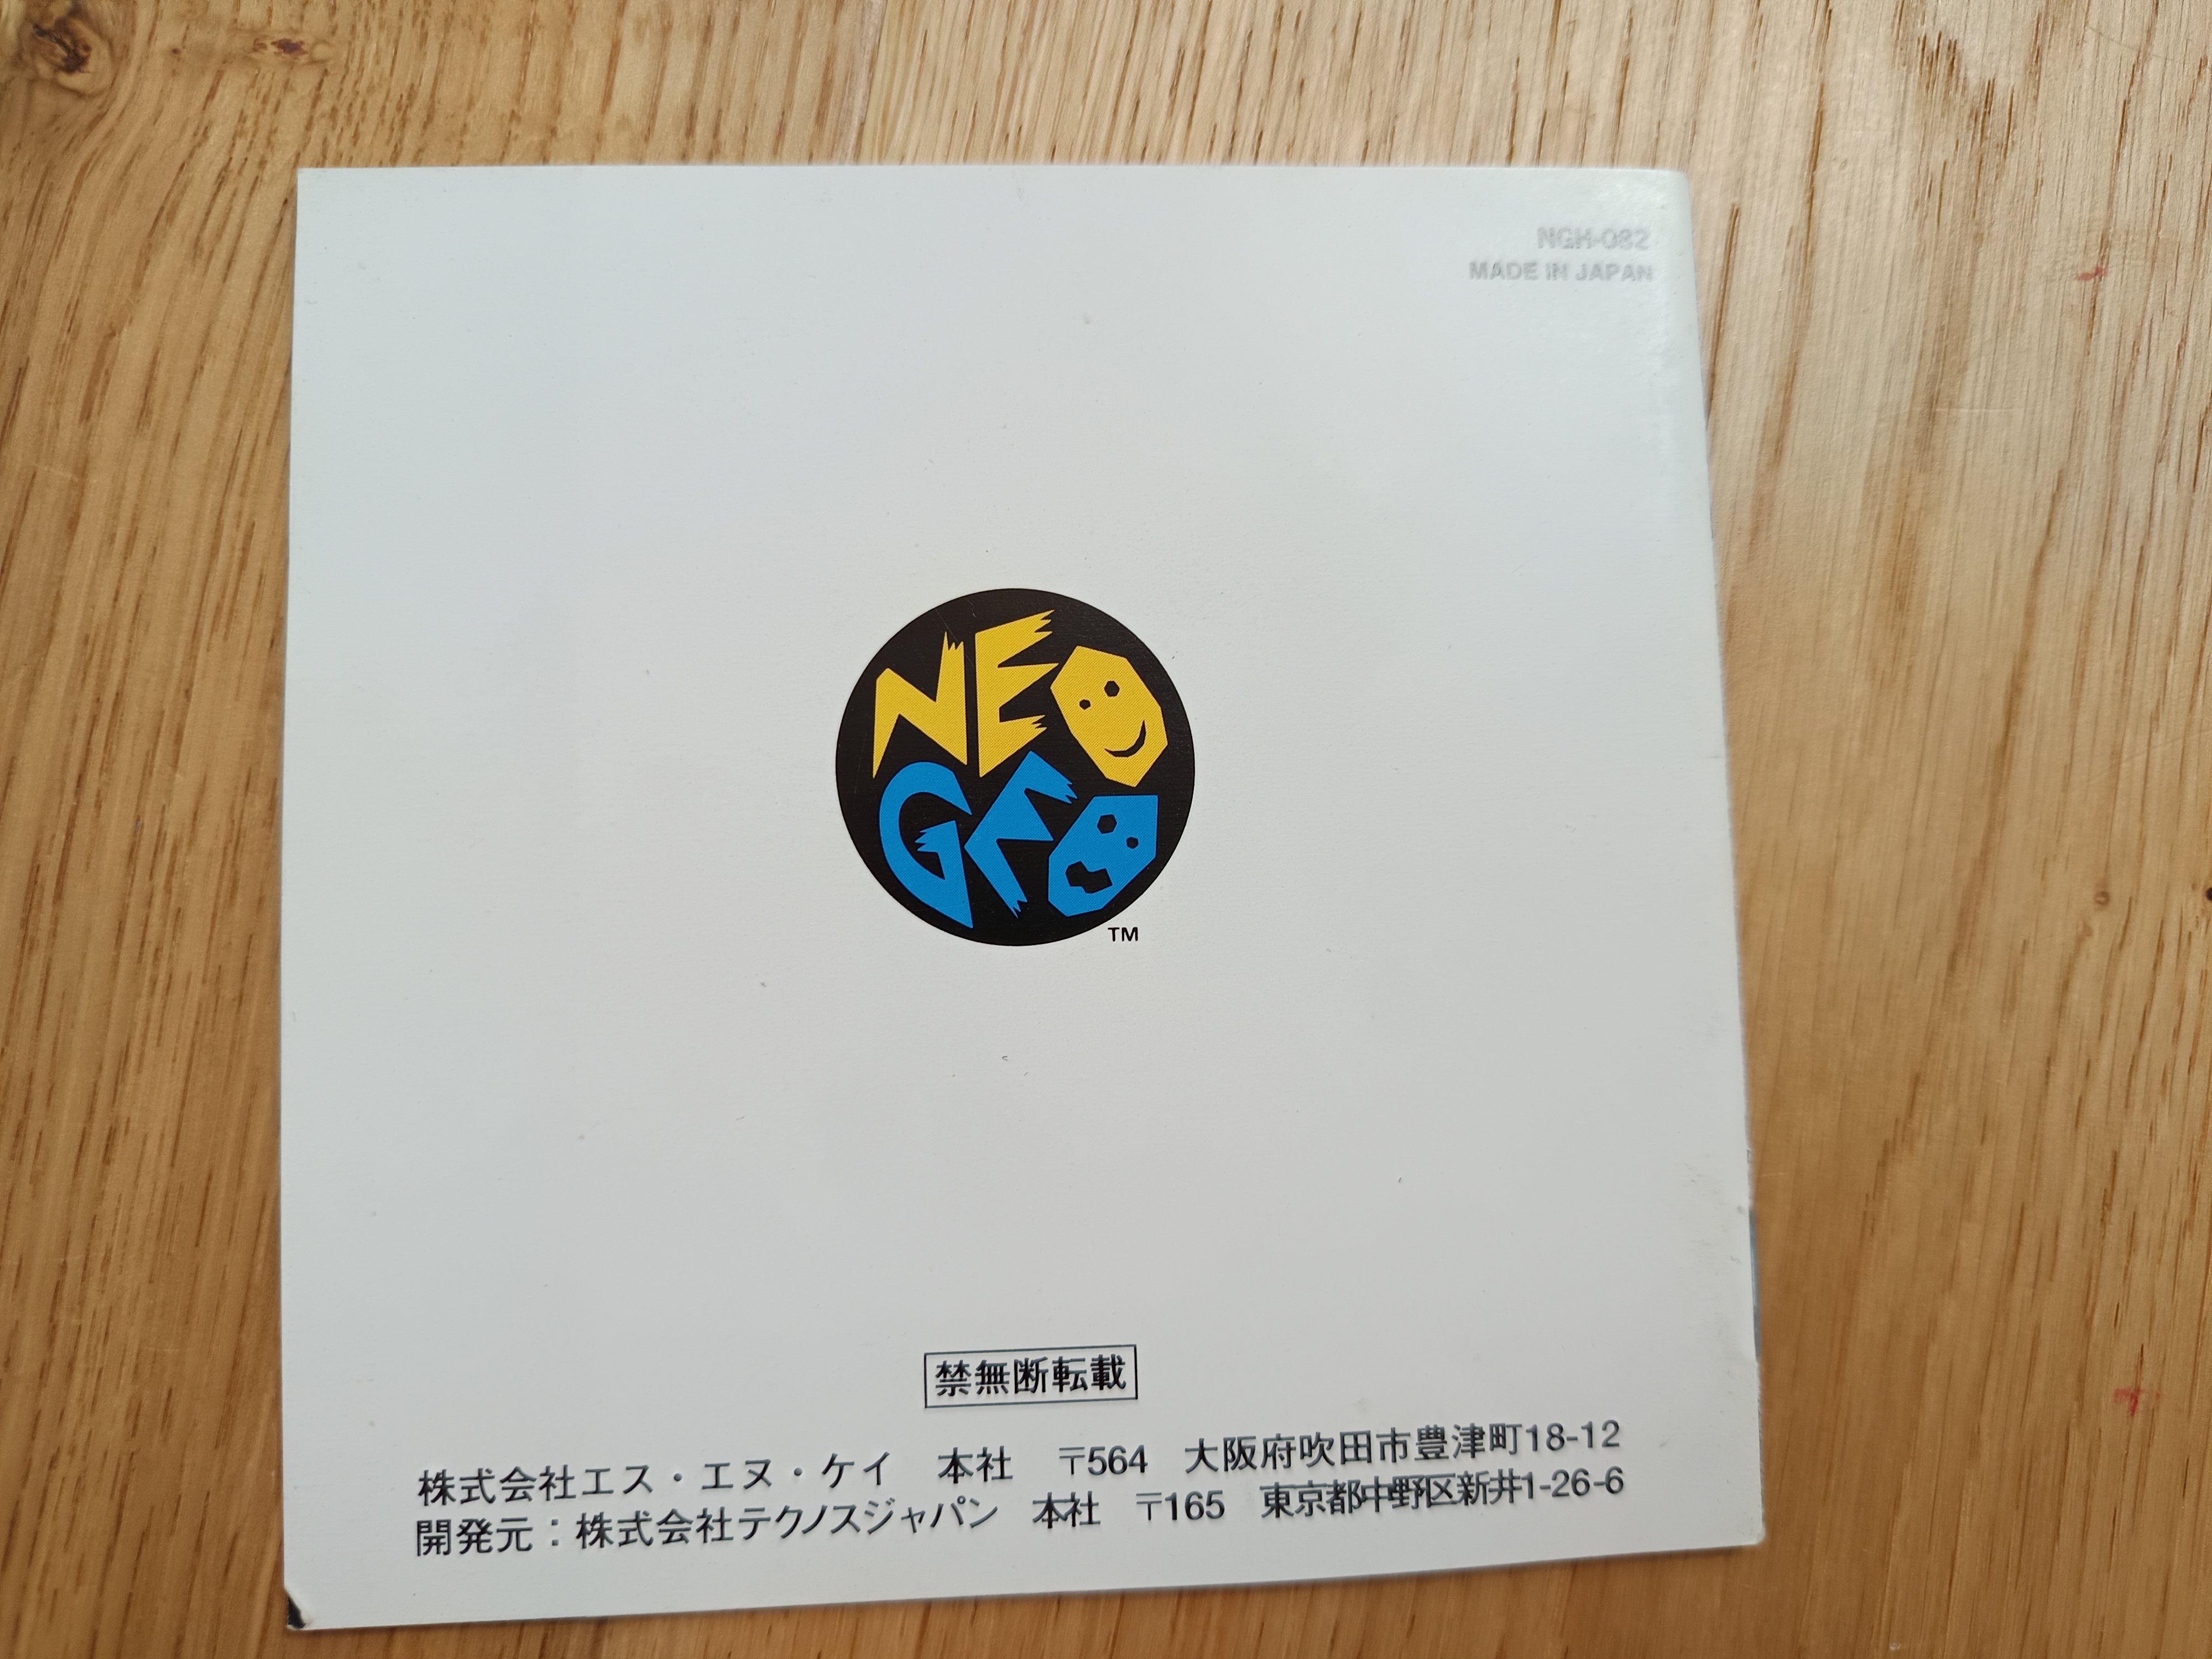 NGH-082
MADE IN JAPAN
NEO
GEO
TM
禁無断転載
株式会社エス・エヌ・ケイ 本社 〒564 大阪府吹田市豊津町18-12
開発元：株式会社テクノスジャパン 本社 〒165 東京都中野区新井1-26-6